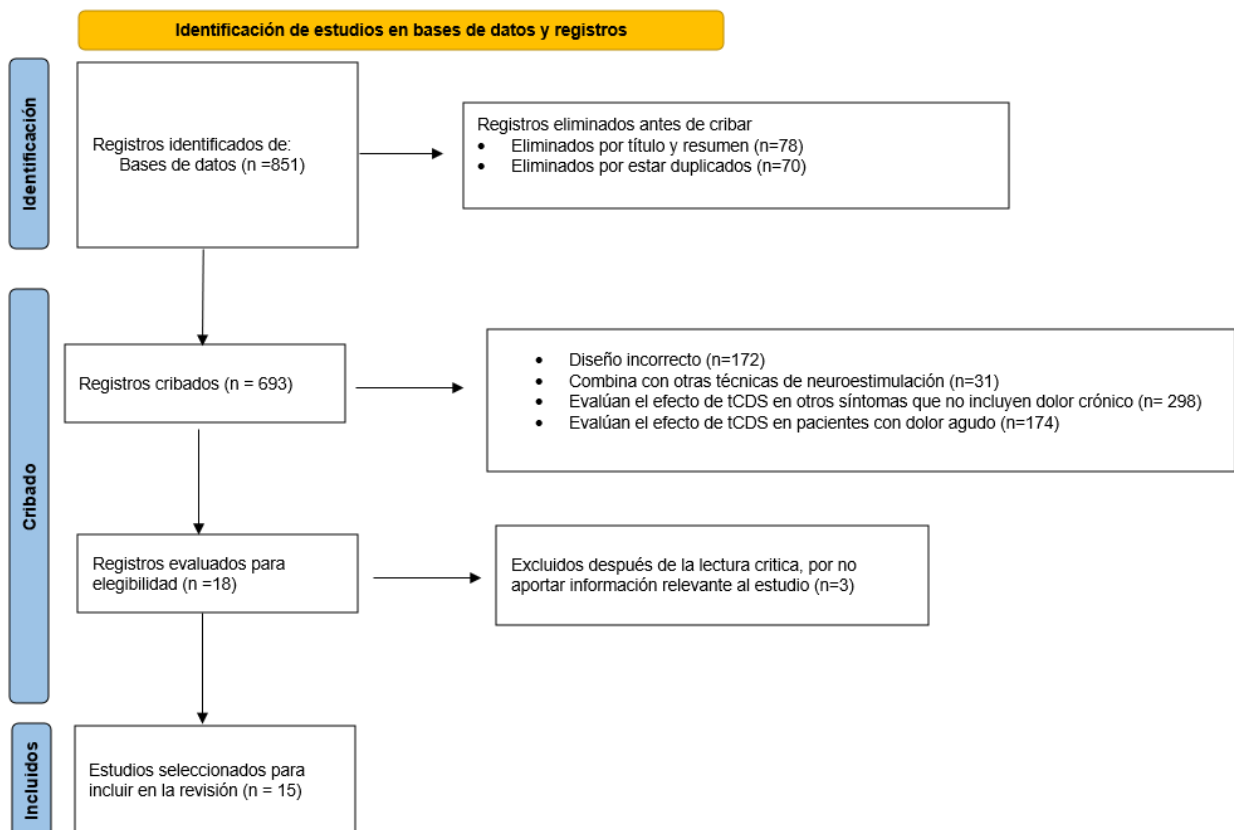 Identificación de estudios en bases de datos y registros
Identificación
Registros identificados de:
Bases de datos (n =851)
Registros eliminados antes de cribar
• Eliminados por título y resumen (n=78)
• Eliminados por estar duplicados (n=70)
Cribado
Registros cribados (n = 693)
• Diseño incorrecto (n=172)
• Combina con otras técnicas de neuroestimulación (n=31)
• Evalúan el efecto de tCDS en otros síntomas que no incluyen dolor crónico (n= 298)
• Evalúan el efecto de tCDS en pacientes con dolor agudo (n=174)
Registros evaluados para
elegibilidad (n =18)
Excluidos después de la lectura critica, por no
aportar información relevante al estudio (n=3)
Incluidos
Estudios seleccionados para
incluir en la revisión (n = 15)